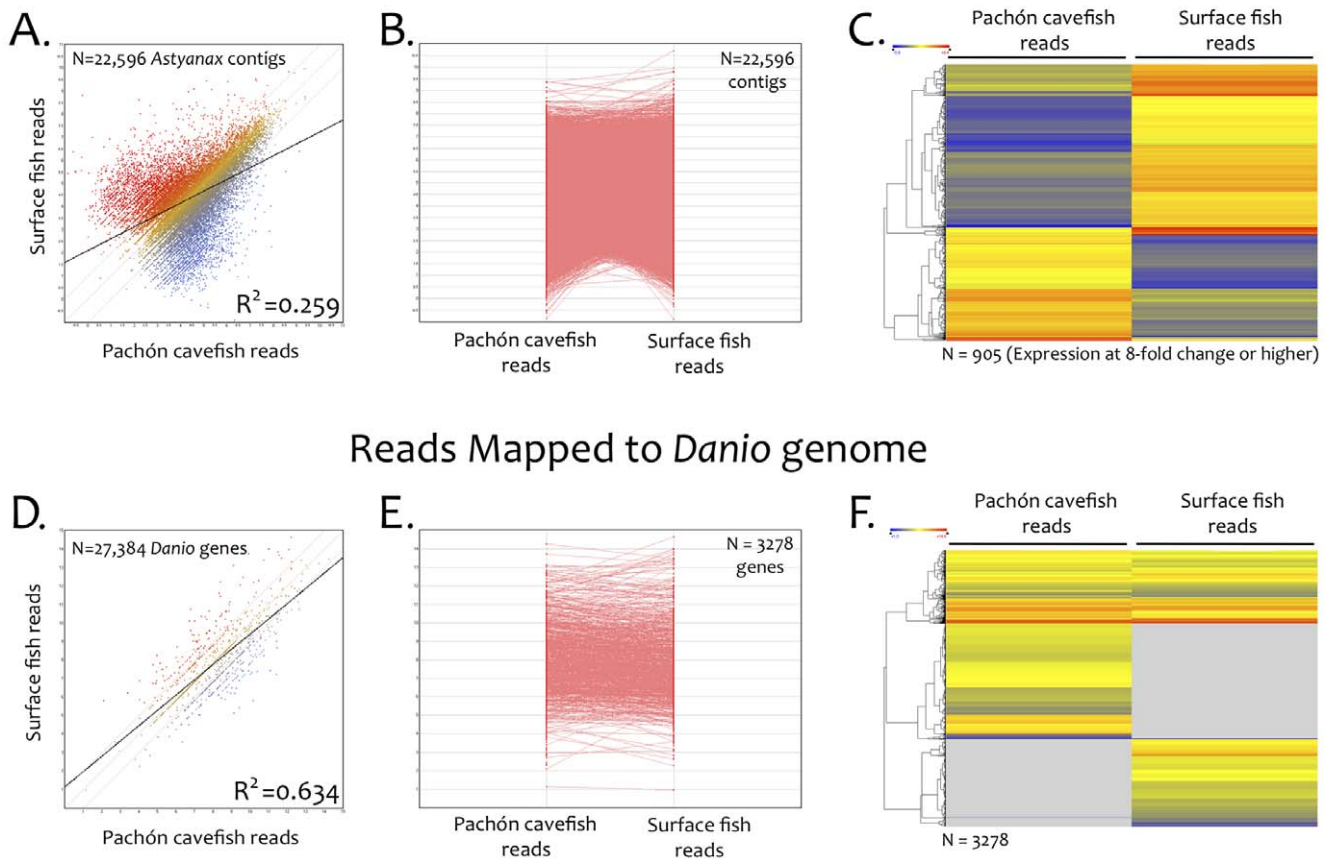 A.
N=22,596 Astyanax contigs
Surface fish reads
R²=0.259
Pachón cavefish reads
B.
N=22,596
contigs
Pachón cavefish
reads
Surface fish
reads
C.
Pachón cavefish
reads
Surface fish
reads
N = 905 (Expression at 8-fold change or higher)
Reads Mapped to Danio genome
D.
N=27,384 Danio genes
Surface fish reads
R²=0.634
Pachón cavefish reads
E.
N = 3278
genes
Pachón cavefish
reads
Surface fish
reads
F.
Pachón cavefish
reads
Surface fish
reads
N = 3278